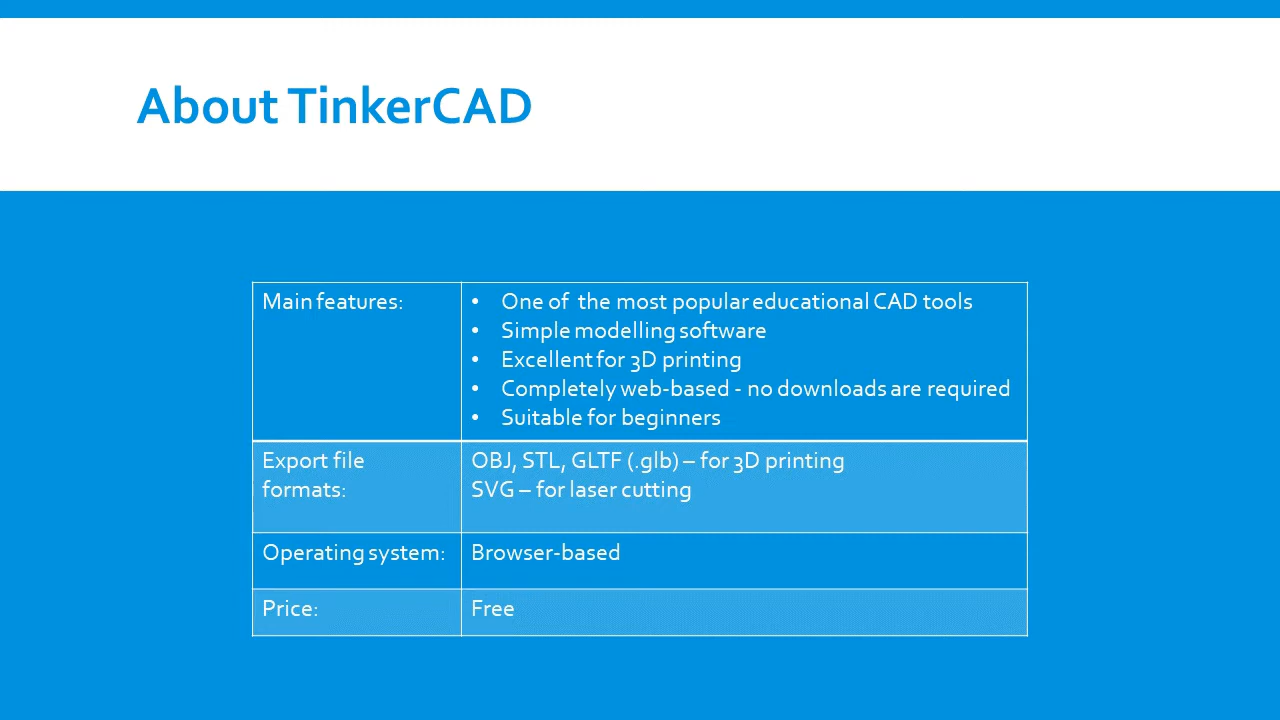 About TinkerCAD
Main features:
• One of the most popular educational CAD tools
• Simple modelling software
• Excellent for 3D printing
• Completely web-based - no downloads are required
• Suitable for beginners
Export file
formats:
OBJ, STL, GLTF (.glb) – for 3D printing
SVG – for laser cutting
Operating system:
Browser-based
Price:
Free